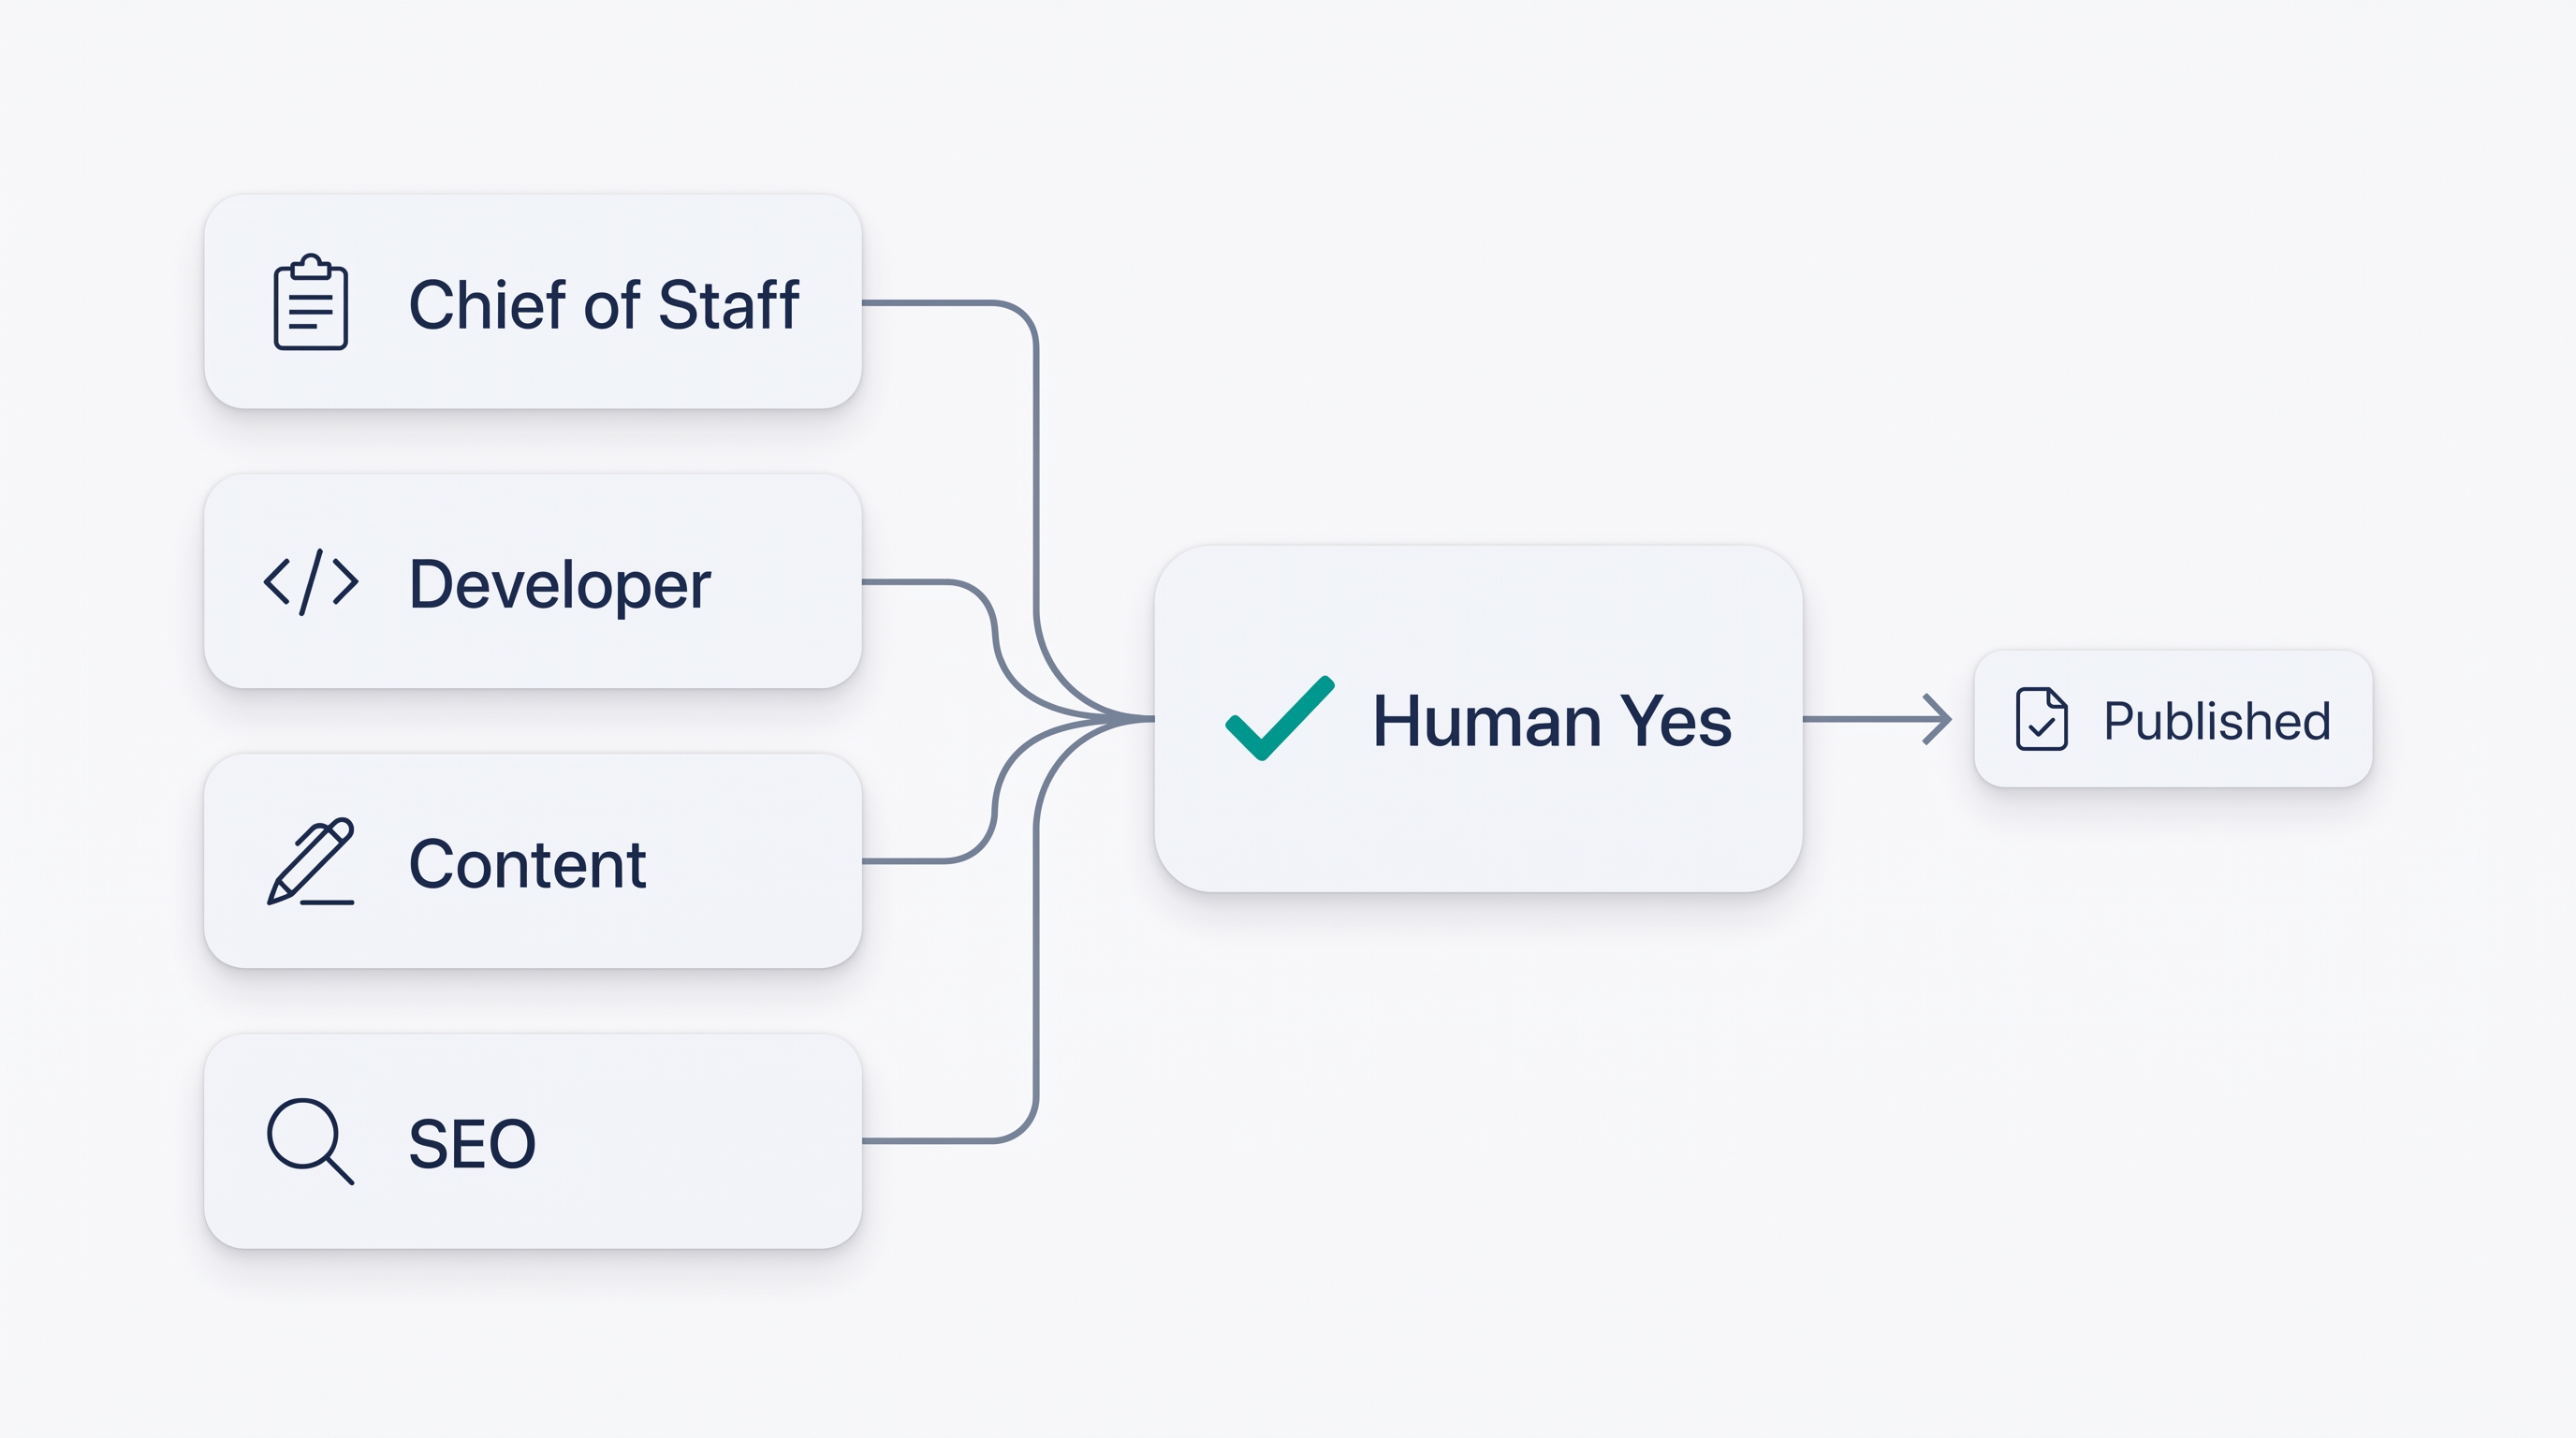 Chief of Staff
Developer
Content
SEO
Human Yes
Published